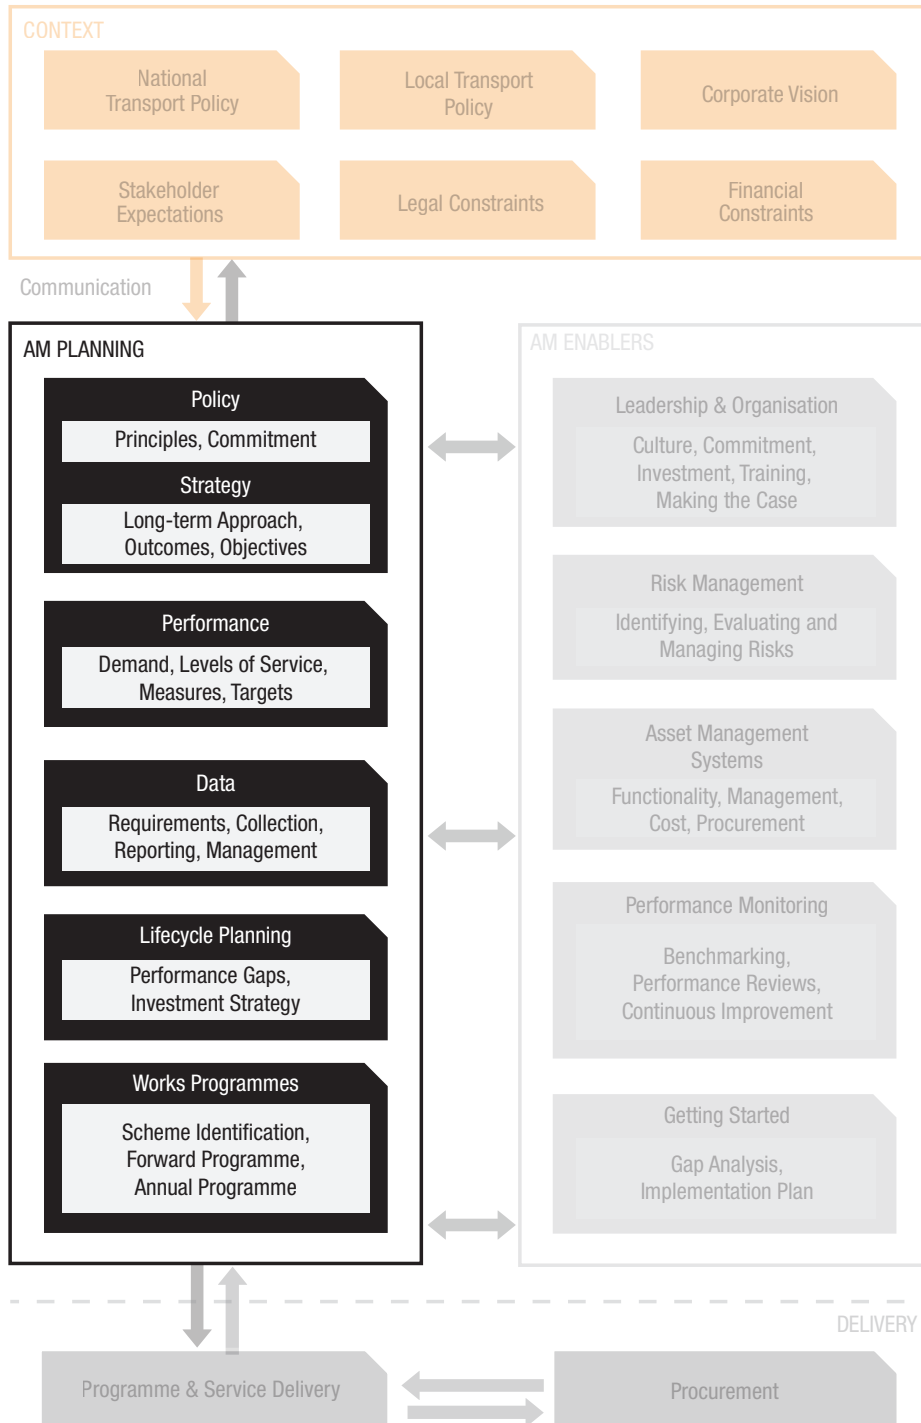 CONTEXT
National
Transport Policy
Local Transport
Policy
Corporate Vision
Stakeholder
Expectations
Legal Constraints
Financial
Constraints
Communication
AM PLANNING
Policy
Principles, Commitment
Strategy
Long-term Approach,
Outcomes, Objectives
Performance
Demand, Levels of Service,
Measures, Targets
Data
Requirements, Collection,
Reporting, Management
Lifecycle Planning
Performance Gaps,
Investment Strategy
Works Programmes
Scheme Identification,
Forward Programme,
Annual Programme
AM ENABLERS
Leadership & Organisation
Culture, Commitment,
Investment, Training,
Making the Case
Risk Management
Identifying, Evaluating and
Managing Risks
Asset Management
Systems
Functionality, Management,
Cost, Procurement
Performance Monitoring
Benchmarking,
Performance Reviews,
Continuous Improvement
Getting Started
Gap Analysis,
Implementation Plan
DELIVERY
Programme & Service Delivery
Procurement